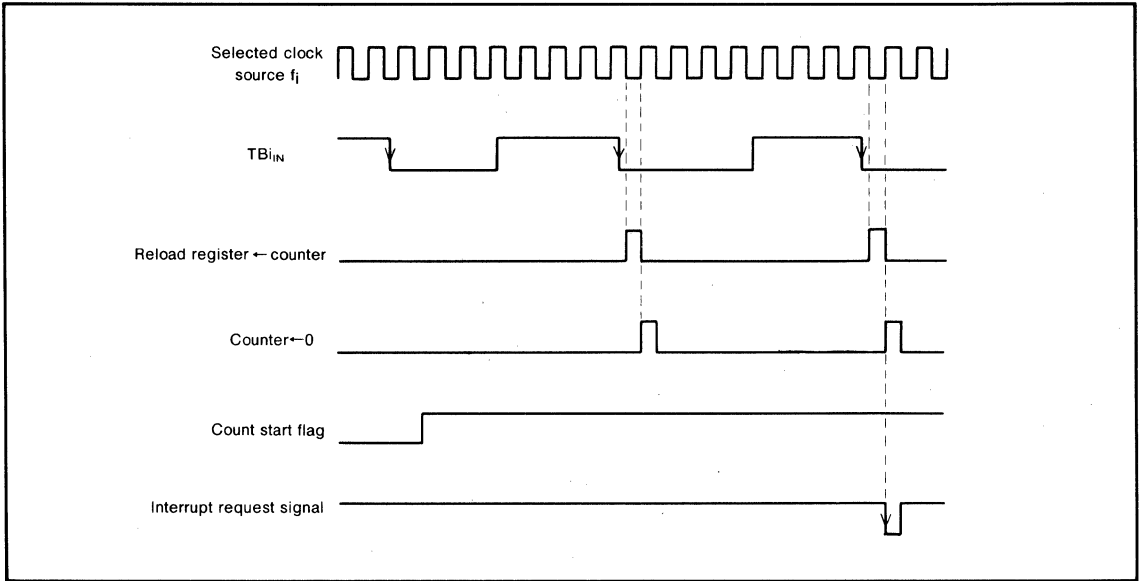 Selected clock
source fi
TBiIN
Reload register ← counter
Counter←0
Count start flag
Interrupt request signal